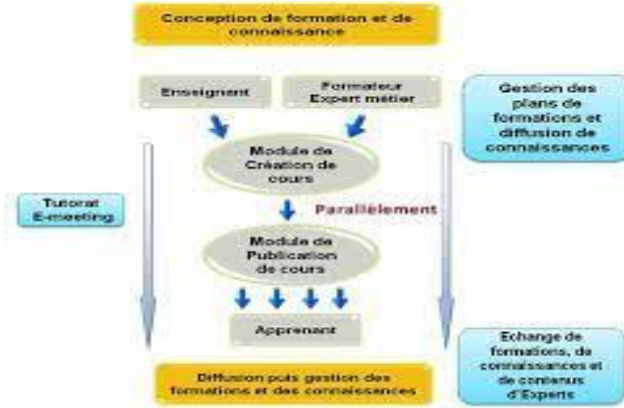 Conception de formation et de
connaissance
Enseignant
Formateur
Expert métier
Gestion des
plans de
formations et
diffusion de
connaissances
Module de
Création de
cours
Tutorat
E-meeting
Parallèlement
Module de
Publication
de cours
Apprenant
Echange de
formations, de
connaissances et
de contenus
d'Experts
Diffusion puis gestion des
formations et des connaissances